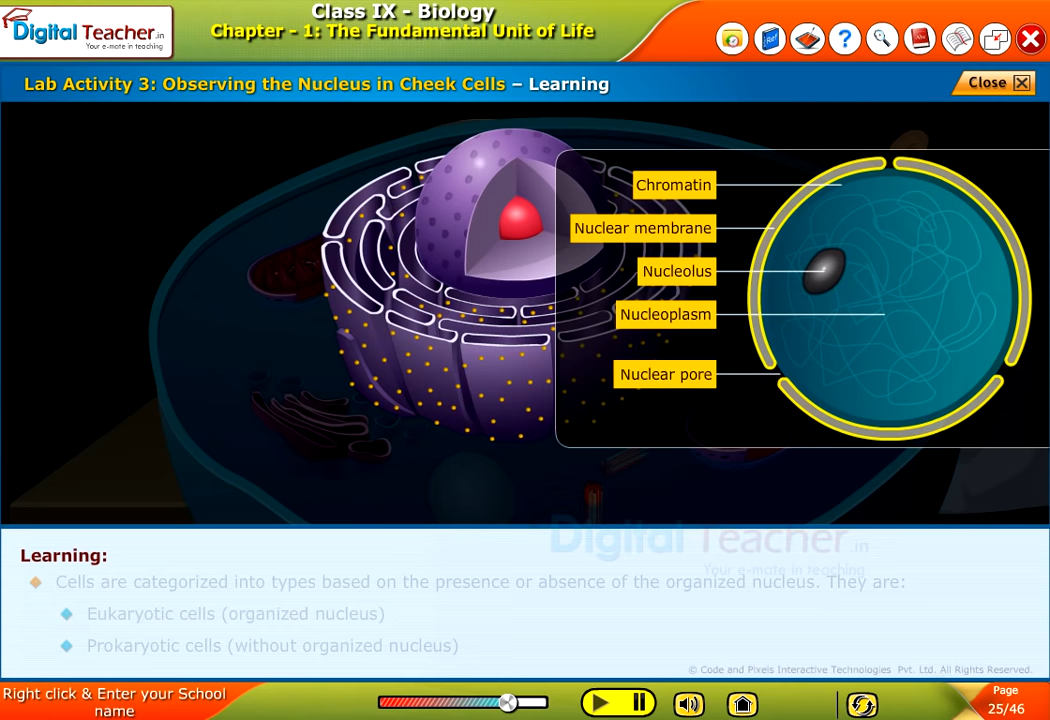 Digital Teacher.in
Your e-mate in teaching
Class IX - Biology
Chapter - 1: The Fundamental Unit of Life
Ref
?
Lab Activity 3: Observing the Nucleus in Cheek Cells – Learning
Close
Chromatin
Nuclear membrane
Nucleolus
Nucleoplasm
Nuclear pore
Digital Teacher.in
Your e-mate in teaching
Learning:
Cells are categorized into types based on the presence or absence of the organized nucleus. They are:
Eukaryotic cells (organized nucleus)
Prokaryotic cells (without organized nucleus)
© Code and Pixels Interactive Technologies Pvt. Ltd. All Rights Reserved.
Right click & Enter your School
name
Page
25/46